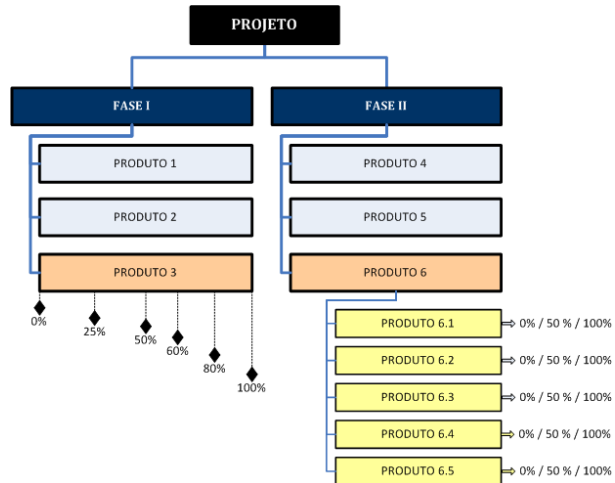 PROJETO
FASE I
FASE II
PRODUTO 1
PRODUTO 4
PRODUTO 2
PRODUTO 5
PRODUTO 3
PRODUTO 6
0%
25%
50%
60%
80%
100%
PRODUTO 6.1
0% / 50 % / 100%
PRODUTO 6.2
0% / 50 % / 100%
PRODUTO 6.3
0% / 50 % / 100%
PRODUTO 6.4
0% / 50 % / 100%
PRODUTO 6.5
0% / 50 % / 100%